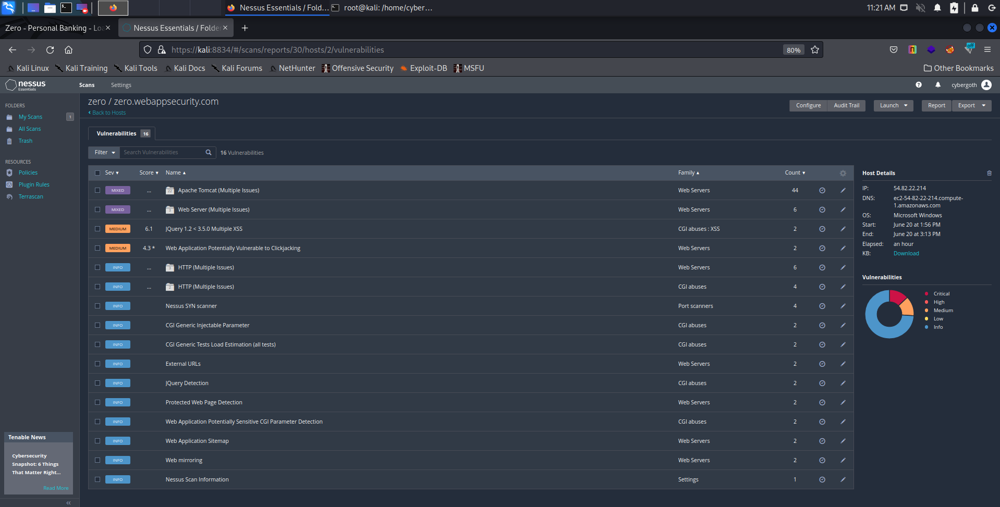 Nessus Essentials / Fold...
root@kali: /home/cyber...
11:21 AM
Zero - Personal Banking - Loa
Nessus Essentials / Folde
https://kali:8834/#/scans/reports/30/hosts/2/vulnerabilities
80%
off
Kali Linux
Kali Training
Kali Tools
Kali Docs
Kali Forums
NetHunter
Offensive Security
Exploit-DB
MSFU
Other Bookmarks
nessus
Essentials
Scans
Settings
cybergoth
FOLDERS
My Scans
1
All Scans
Trash
RESOURCES
Policies
Plugin Rules
Terrascan
Tenable News
Cybersecurity
Snapshot: 6 Things
That Matter Right...
Read More
zero / zero.webappsecurity.com
Back to Hosts
Configure
Audit Trail
Launch
Report
Export
Vulnerabilities 16
Filter
Search Vulnerabilities
16 Vulnerabilities
Sev Score Name Family Count
MIXED ... 22 Apache Tomcat (Multiple Issues) Web Servers 44
MIXED ... 3 Web Server (Multiple Issues) Web Servers 6
MEDIUM 6.1 JQuery 1.2 < 3.5.0 Multiple XSS CGI abuses : XSS 2
MEDIUM 4.3 * Web Application Potentially Vulnerable to Clickjacking Web Servers 2
INFO ... 3 HTTP (Multiple Issues) Web Servers 6
INFO ... 2 HTTP (Multiple Issues) CGI abuses 4
INFO Nessus SYN scanner Port scanners 4
INFO CGI Generic Injectable Parameter CGI abuses 2
INFO CGI Generic Tests Load Estimation (all tests) CGI abuses 2
INFO External URLs Web Servers 2
INFO JQuery Detection CGI abuses 2
INFO Protected Web Page Detection Web Servers 2
INFO Web Application Potentially Sensitive CGI Parameter Detection CGI abuses 2
INFO Web Application Sitemap Web Servers 2
INFO Web mirroring Web Servers 2
INFO Nessus Scan Information Settings 1
Host Details
IP: 54.82.22.214
DNS: ec2-54-82-22-214.compute-
1.amazonaws.com
OS: Microsoft Windows
Start: June 20 at 1:56 PM
End: June 20 at 3:13 PM
Elapsed: an hour
KB: Download
Vulnerabilities
Critical
High
Medium
Low
Info